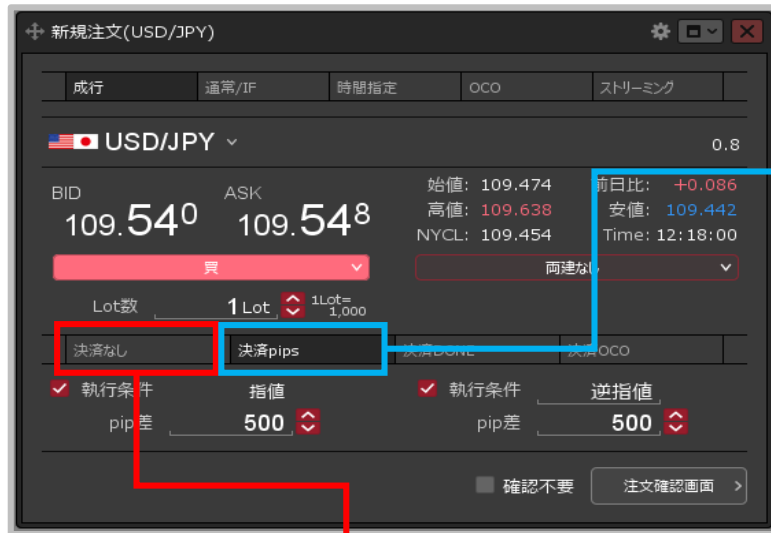 新規注文(USD/JPY)
成行 通常/IF 時間指定 OCO ストリーミング
USD/JPY 0.8
BID ASK 始値: 109.474 前日比: +0.086
109.540 109.548 高値: 109.638 安値: 109.442
NYCL: 109.454 Time: 12:18:00
買 両建なし
Lot数 1 Lot 1Lot=1,000
決済なし 決済pips 決済DONE 決済OCO
執行条件 指値 執行条件 逆指値
pip差 500 pip差 500
確認不要 注文確認画面